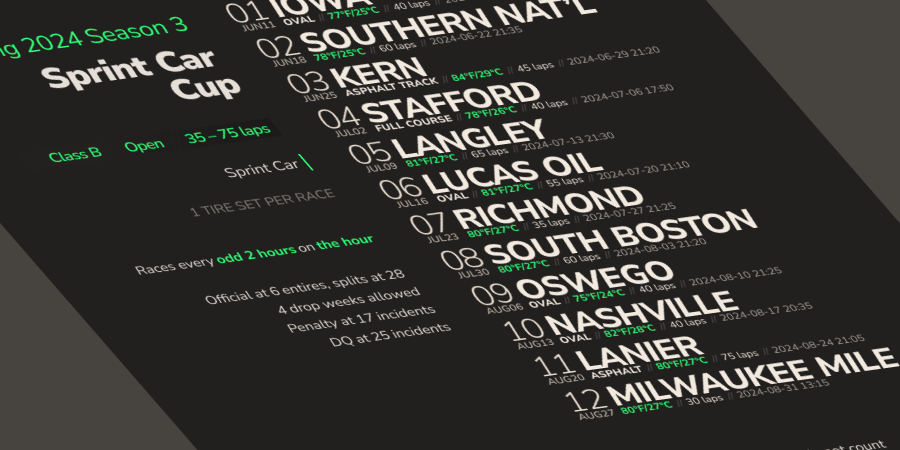 ng 2024 Season 3
Sprint Car
Cup
Class B Open 35–75 laps
Sprint Car
1 TIRE SET PER RACE
Races every odd 2 hours on the hour
Official at 6 entires, splits at 28
4 drop weeks allowed
Penalty at 17 incidents
DQ at 25 incidents
01 IOWA
JUN11 OVAL // 77°F/25°C // 40 laps //
02 SOUTHERN NAT'L
JUN18 78°F/25°C // 60 laps // 2024-06-22 21:35
03 KERN
JUN25 ASPHALT TRACK // 84°F/29°C // 45 laps // 2024-06-29 21:20
04 STAFFORD
JUL02 FULL COURSE // 78°F/26°C // 40 laps // 2024-07-06 17:50
05 LANGLEY
JUL09 81°F/27°C // 65 laps // 2024-07-13 21:30
06 LUCAS OIL
JUL16 OVAL // 81°F/27°C // 55 laps // 2024-07-20 21:10
07 RICHMOND
JUL23 80°F/27°C // 35 laps // 2024-07-27 21:25
08 SOUTH BOSTON
JUL30 80°F/27°C // 60 laps // 2024-08-03 21:20
09 OSWEGO
AUG06 OVAL // 75°F/24°C // 40 laps // 2024-08-10 21:25
10 NASHVILLE
AUG13 OVAL // 82°F/28°C // 40 laps // 2024-08-17 20:35
11 LANIER
AUG20 ASPHALT // 80°F/27°C // 75 laps // 2024-08-24 21:05
12 MILWAUKEE MILE
AUG27 80°F/27°C // 30 laps // 2024-08-31 13:15
count